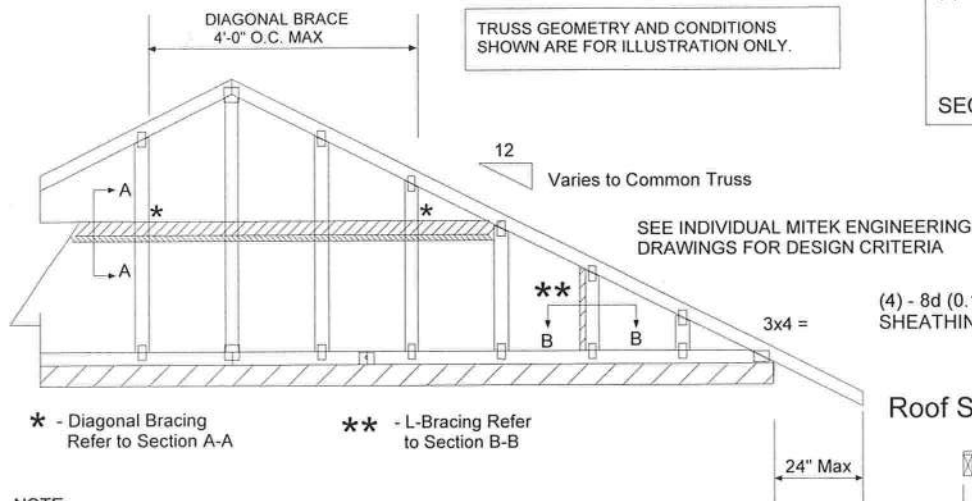 DIAGONAL BRACE
4'-0" O.C. MAX
TRUSS GEOMETRY AND CONDITIONS
SHOWN ARE FOR ILLUSTRATION ONLY.
SEC
12
Varies to Common Truss
A
*
*
A
SEE INDIVIDUAL MITEK ENGINEERING
DRAWINGS FOR DESIGN CRITERIA
**
B
B
3x4 =
(4) - 8d (0.1
SHEATHIN
* - Diagonal Bracing
Refer to Section A-A
** - L-Bracing Refer
to Section B-B
Roof S
24" Max
NOTE